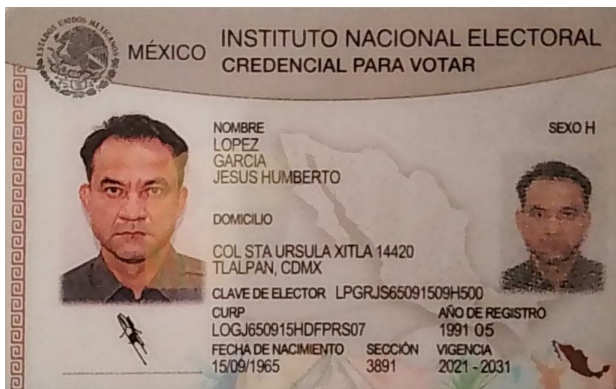 ESTADOS UNIDOS MEXICANOS
MÉXICO
INSTITUTO NACIONAL ELECTORAL
CREDENCIAL PARA VOTAR
NOMBRE
SEXO H
LOPEZ
GARCIA
JESUS HUMBERTO
DOMICILIO
COL STA URSULA XITLA 14420
TLALPAN, CDMX
CLAVE DE ELECTOR LPGRJS65091509H500
CURP
AÑO DE REGISTRO
LOGJ650915HDFPRS07
1991 05
FECHA DE NACIMIENTO SECCIÓN VIGENCIA
15/09/1965 3891 2021 - 2031